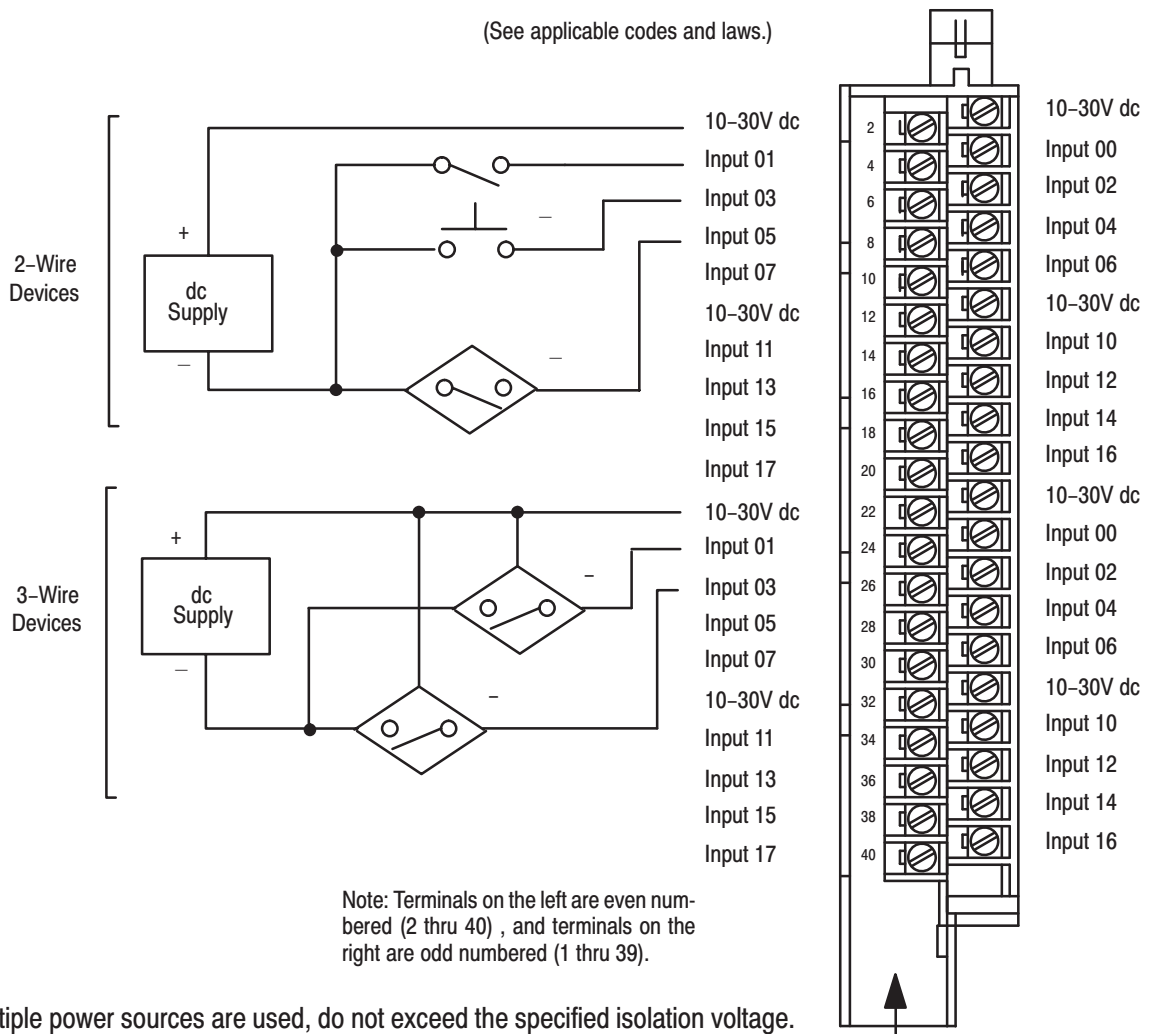 (See applicable codes and laws.)
2–Wire
Devices
+
dc
Supply
–
–
–
10–30V dc
Input 01
Input 03
Input 05
Input 07
10–30V dc
Input 11
Input 13
Input 15
Input 17
3–Wire
Devices
+
dc
Supply
–
–
–
10–30V dc
Input 01
Input 03
Input 05
Input 07
10–30V dc
Input 11
Input 13
Input 15
Input 17
2
4
6
8
10
12
14
16
18
20
22
24
26
28
30
32
34
36
38
40
10–30V dc
Input 00
Input 02
Input 04
Input 06
10–30V dc
Input 10
Input 12
Input 14
Input 16
10–30V dc
Input 00
Input 02
Input 04
Input 06
10–30V dc
Input 10
Input 12
Input 14
Input 16
Note: Terminals on the left are even num-
bered (2 thru 40) , and terminals on the
right are odd numbered (1 thru 39).
tiple power sources are used, do not exceed the specified isolation voltage.